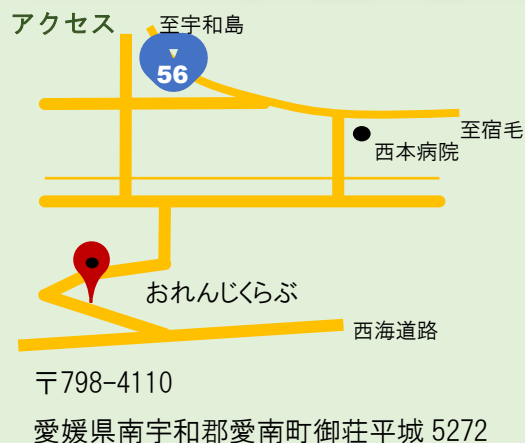 アクセス
至宇和島
56
至宿毛
西本病院
おれんじくらぶ
西海道路
〒798-4110
愛媛県南宇和郡愛南町御荘平城 5272